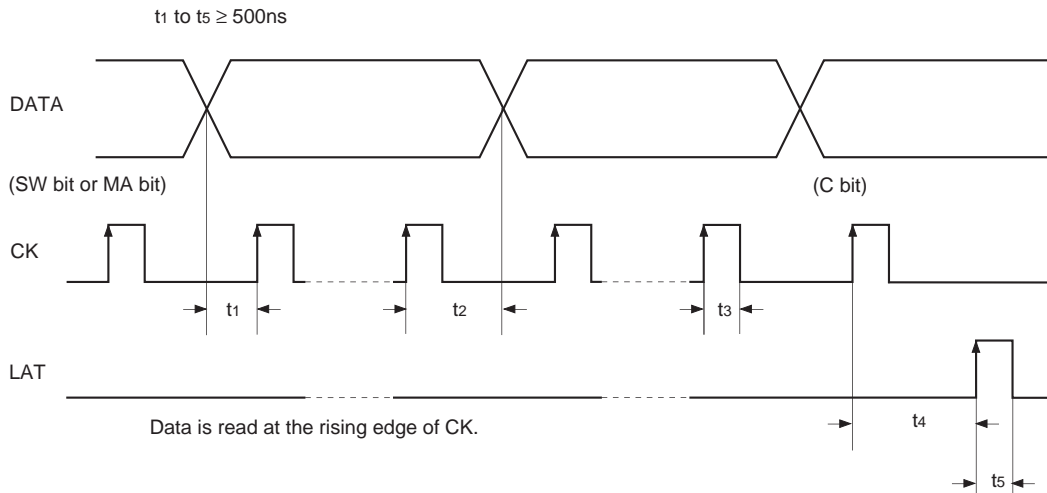 t1 to t5 ≥ 500ns
DATA
(SW bit or MA bit)
(C bit)
CK
t1
t2
t3
LAT
Data is read at the rising edge of CK.
t4
t5